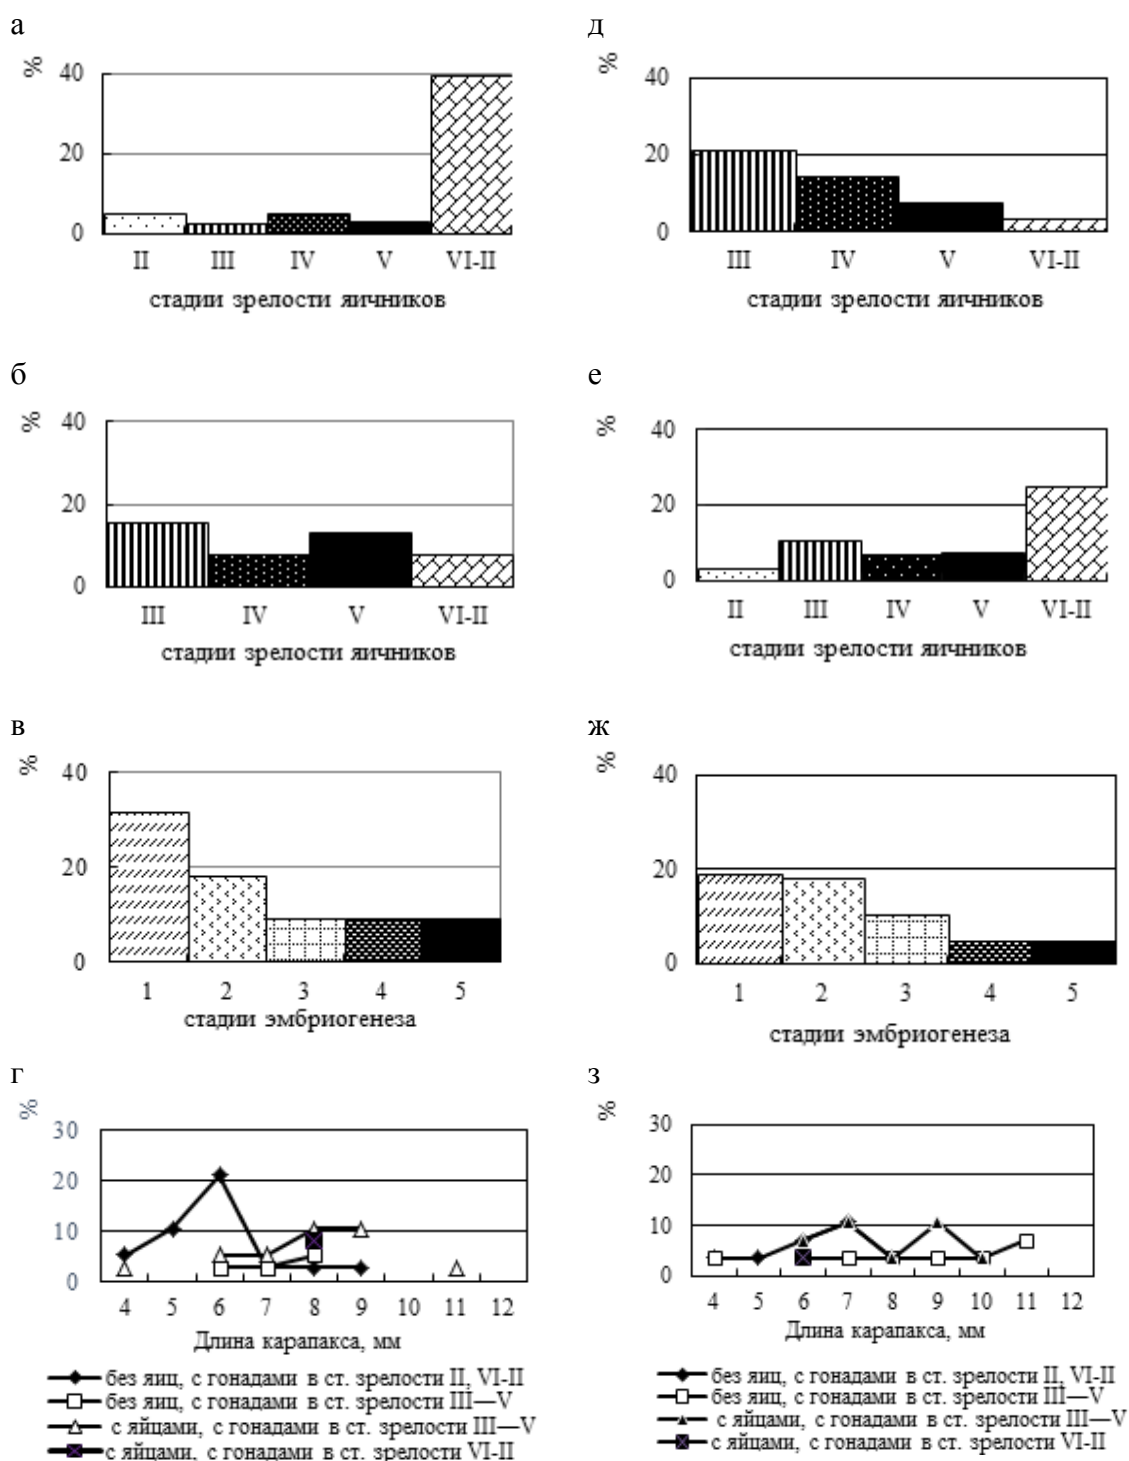 а
%
40
20
0
II III IV V VI-II
стадии зрелости яичников
д
%
40
20
0
III IV V VI-II
стадии зрелости яичников
б
%
40
20
0
III IV V VI-II
стадии зрелости яичников
е
%
40
20
0
II III IV V VI-II
стадии зрелости яичников
в
%
40
20
0
1 2 3 4 5
стадии эмбриогенеза
ж
%
40
20
0
1 2 3 4 5
стадии эмбриогенеза
г
%
30
20
10
0
4 5 6 7 8 9 10 11 12
Длина карапакса, мм
без яиц, с гонадами в ст. зрелости II, VI-II
без яиц, с гонадами в ст. зрелости III—V
с яйцами, с гонадами в ст. зрелости III—V
с яйцами, с гонадами в ст. зрелости VI-II
з
%
30
20
10
0
4 5 6 7 8 9 10 11 12
Длина карапакса, мм
без яиц, с гонадами в ст. зрелости II, VI-II
без яиц, с гонадами в ст. зрелости III—V
с яйцами, с гонадами в ст. зрелости III—V
с яйцами, с гонадами в ст. зрелости VI-II